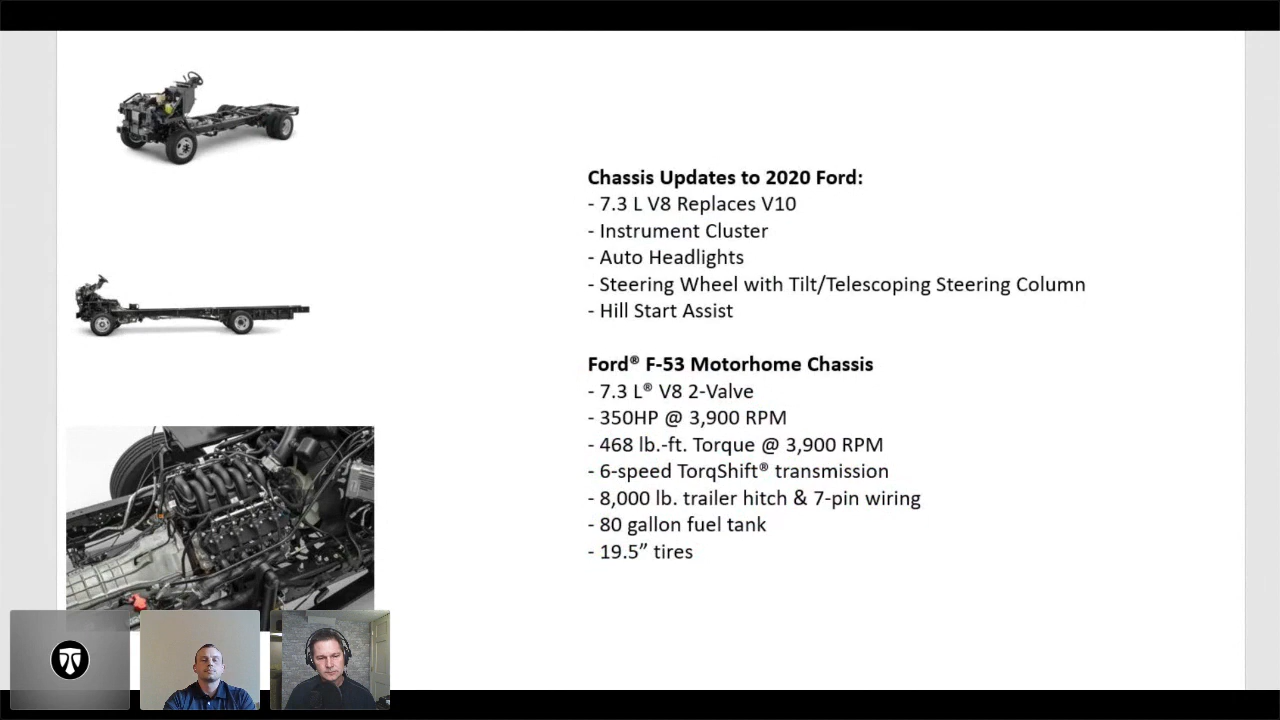 Chassis Updates to 2020 Ford:
- 7.3 L V8 Replaces V10
- Instrument Cluster
- Auto Headlights
- Steering Wheel with Tilt/Telescoping Steering Column
- Hill Start Assist
Ford® F-53 Motorhome Chassis
- 7.3 L® V8 2-Valve
- 350HP @ 3,900 RPM
- 468 lb.-ft. Torque @ 3,900 RPM
- 6-speed TorqShift® transmission
- 8,000 lb. trailer hitch & 7-pin wiring
- 80 gallon fuel tank
- 19.5” tires